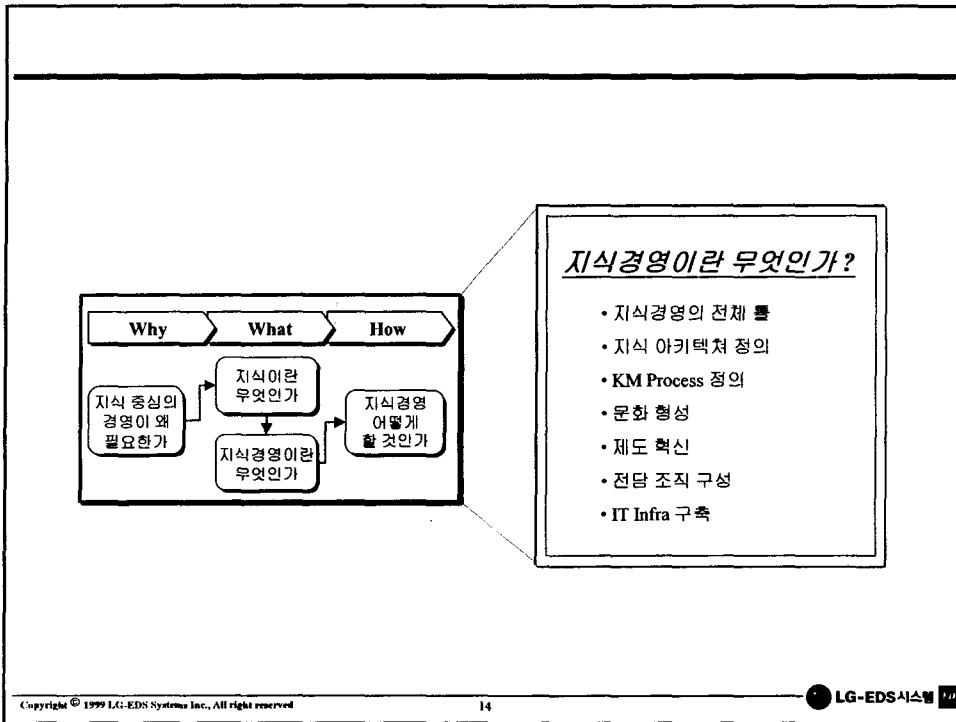 Why
What
How
지식 중심의
경영이 왜
필요한가
지식이란
무엇인가
지식경영이란
무엇인가
지식경영
어떻게
할 것인가
지식경영이란 무엇인가?
• 지식경영의 전체 틀
• 지식 아키텍쳐 정의
• KM Process 정의
• 문화 형성
• 제도 혁신
• 전담 조직 구성
• IT Infra 구축
Copyright © 1999 LG-EDS Systems Inc., All right reserved
14
LG-EDS시스템